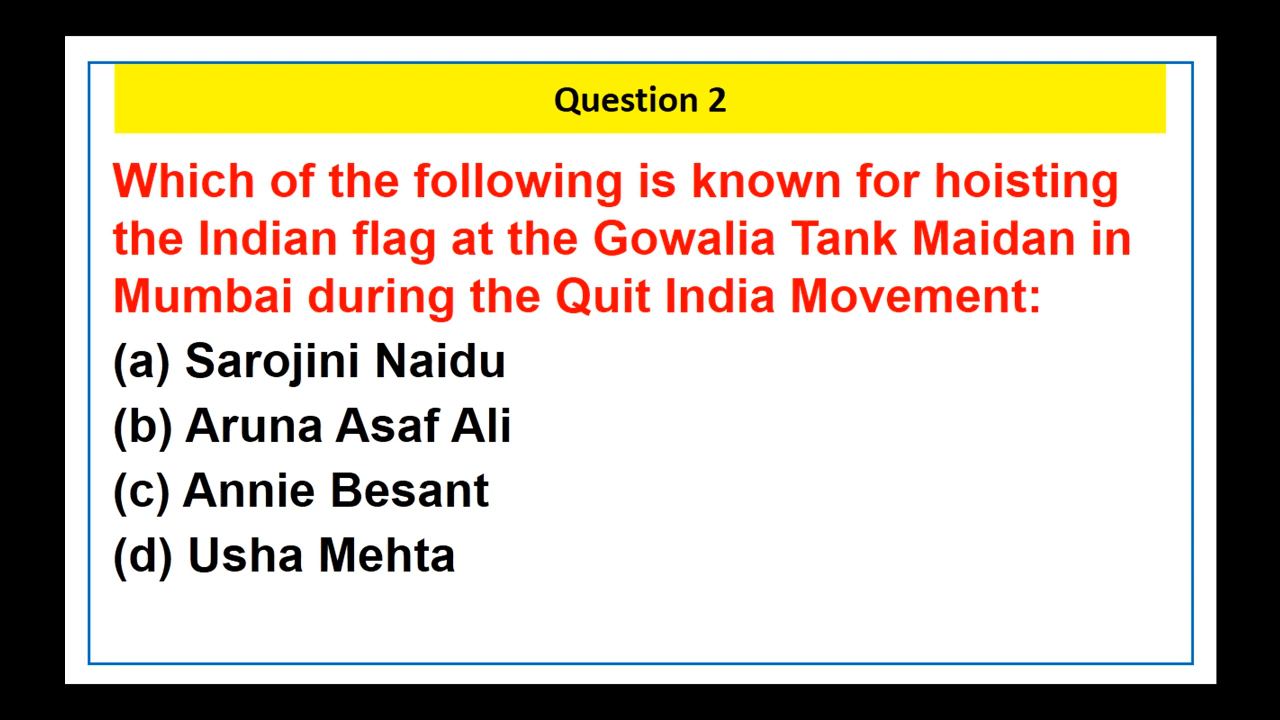 Question 2
Which of the following is known for hoisting
the Indian flag at the Gowalia Tank Maidan in
Mumbai during the Quit India Movement:
(a) Sarojini Naidu
(b) Aruna Asaf Ali
(c) Annie Besant
(d) Usha Mehta